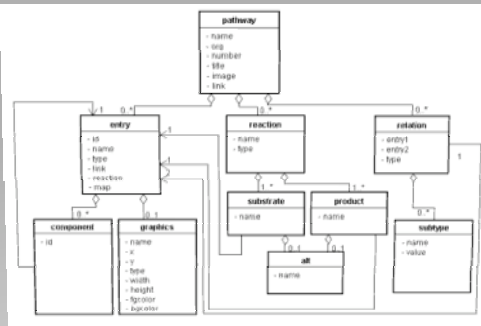 pathway
- name
- org
- number
- title
- image
- link
1
0..*
0..*
0..*
entry
- id
- name
- type
- link
- reaction
- map
1
1
reaction
- name
- type
relation
- entry1
- entry2
- type
1
0..*
0..1
1..*
1..*
0..*
component
- id
graphics
- name
- x
- y
- type
- width
- height
- fgcolor
- bgcolor
substrate
- name
product
- name
0..1
0..1
alt
- name
subtype
- name
- value